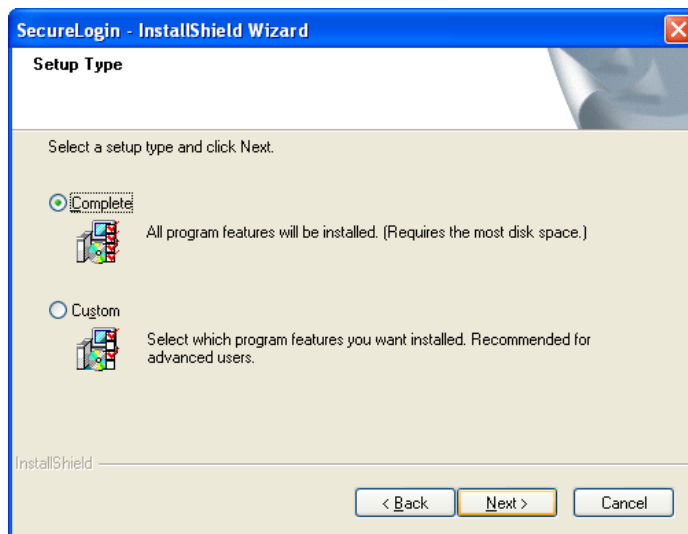 SecureLogin - InstallShield Wizard
Setup Type
Select a setup type and click Next.
Complete
All program features will be installed. (Requires the most disk space.)
Custom
Select which program features you want installed. Recommended for
advanced users.
InstallShield
< Back Next > Cancel